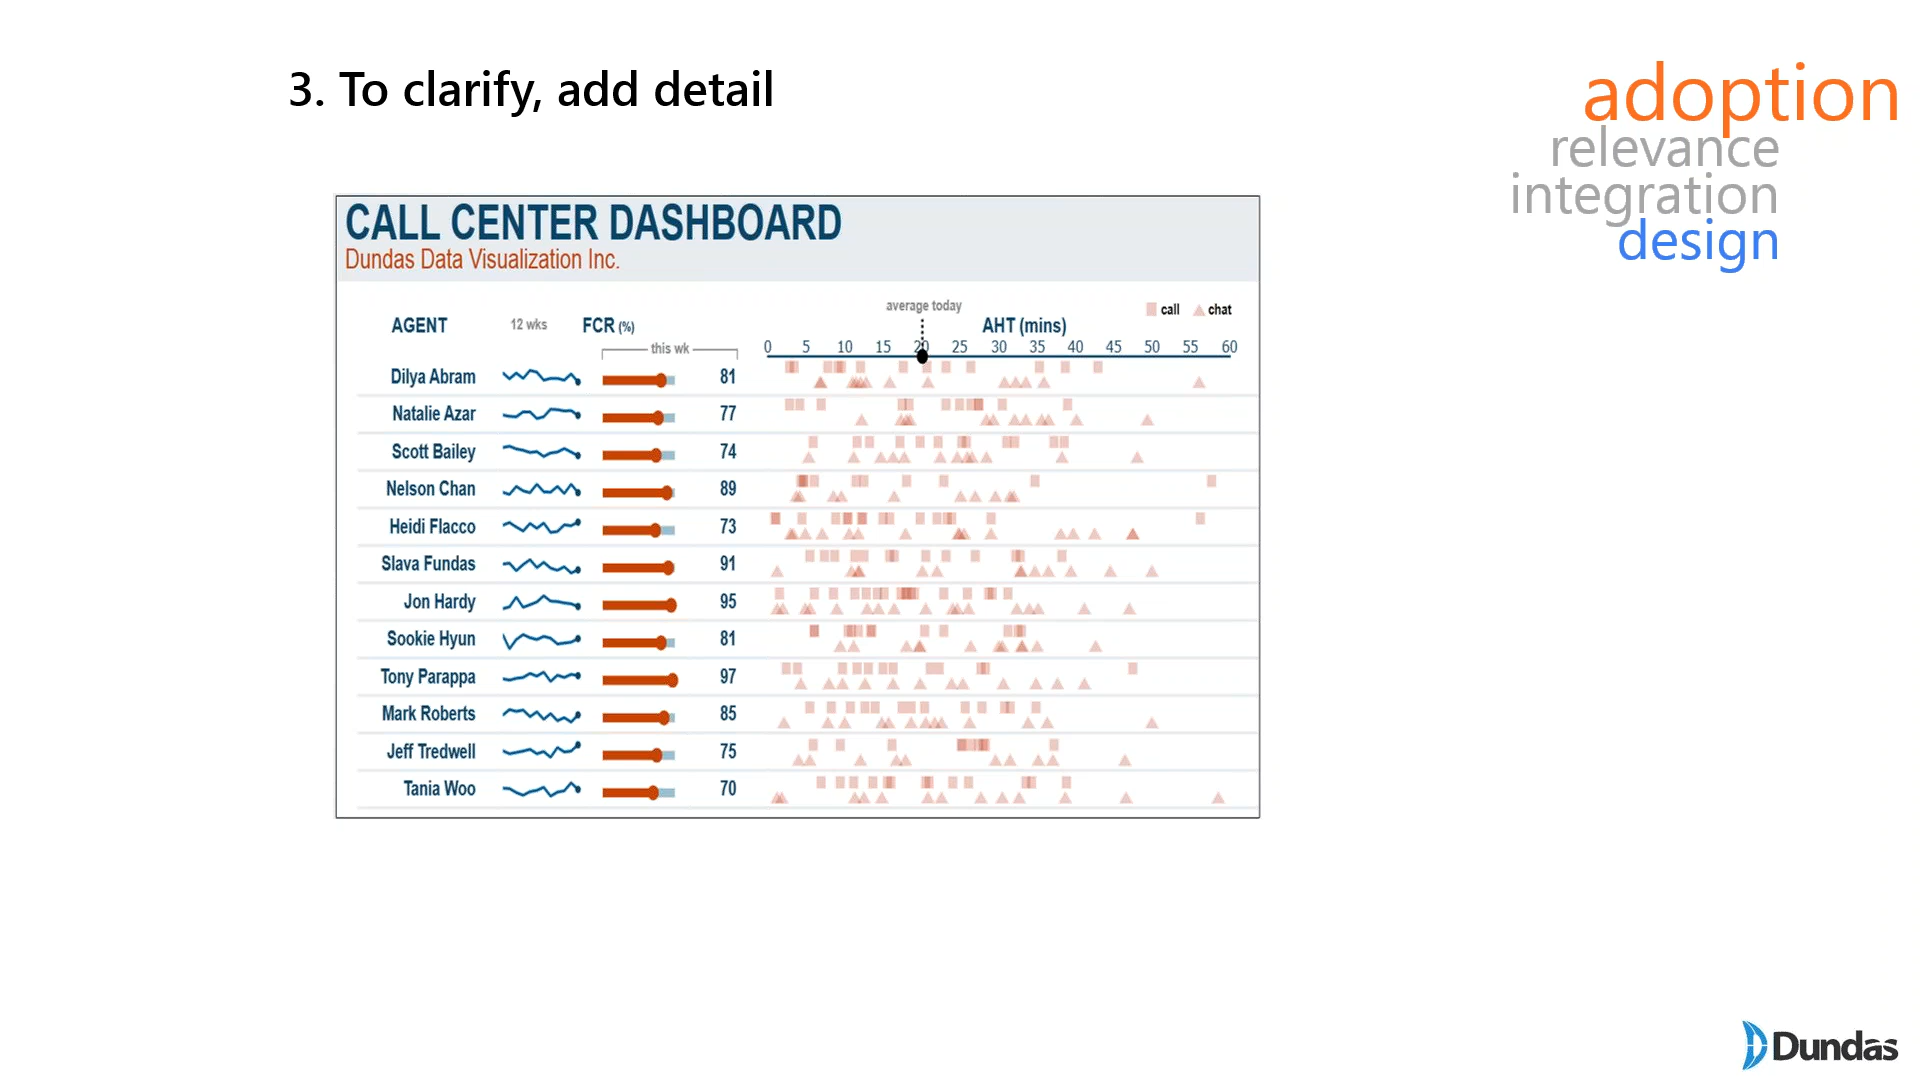 3. To clarify, add detail
adoption
relevance
integration
design
CALL CENTER DASHBOARD
Dundas Data Visualization Inc.
average today
call chat
AGENT 12 wks FCR (%) AHT (mins)
this wk
0 5 10 15 20 25 30 35 40 45 50 55 60
Dilya Abram 81
Natalie Azar 77
Scott Bailey 74
Nelson Chan 89
Heidi Flacco 73
Slava Fundas 91
Jon Hardy 95
Sookie Hyun 81
Tony Parappa 97
Mark Roberts 85
Jeff Tredwell 75
Tania Woo 70
Dundas